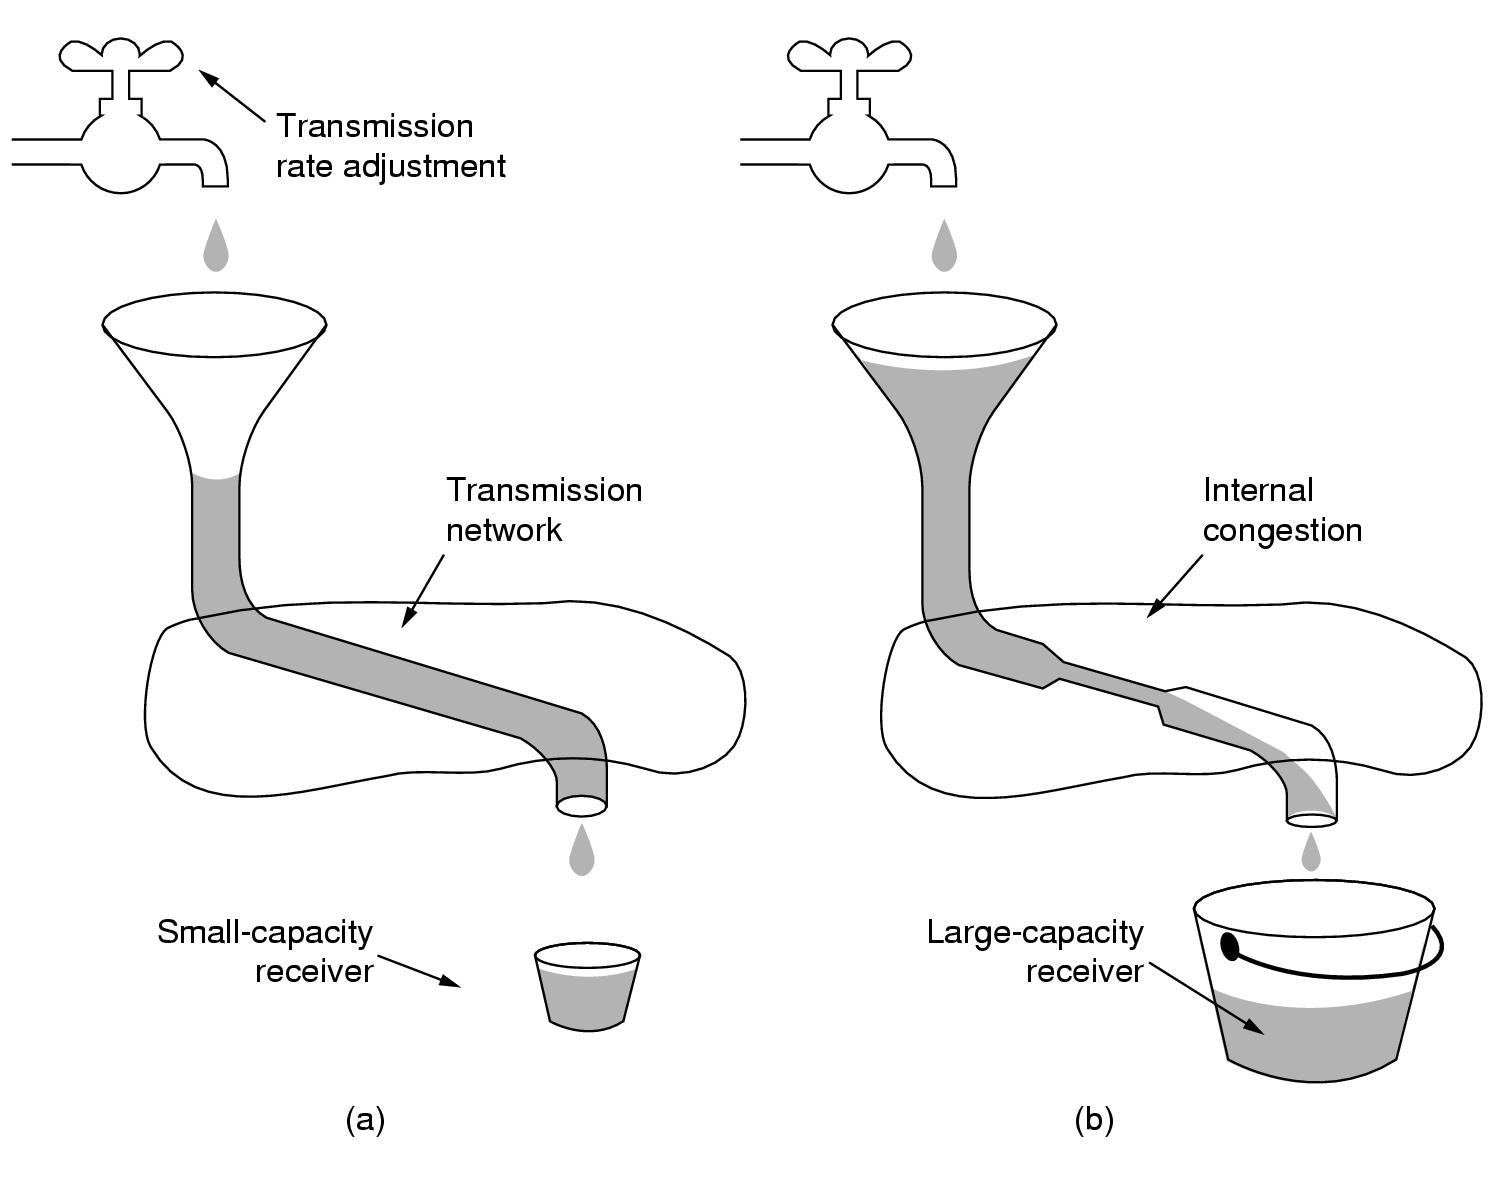 Transmission
rate adjustment
Transmission
network
Internal
congestion
Small-capacity
receiver
Large-capacity
receiver
(a)
(b)